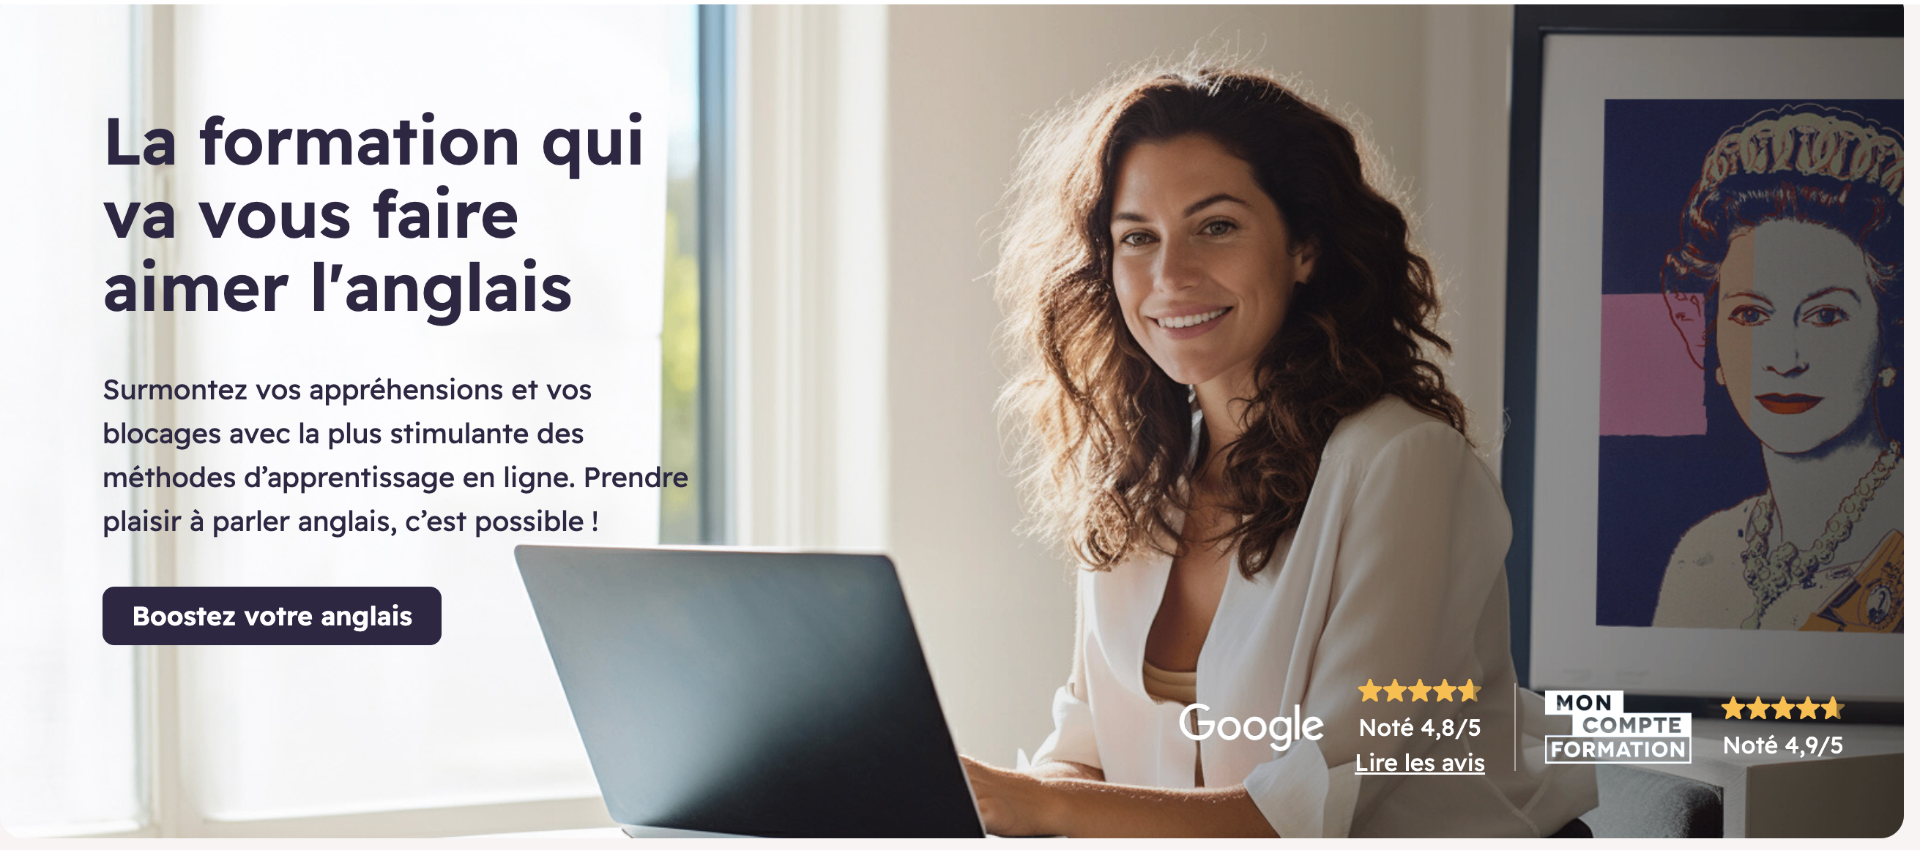 La formation qui
va vous faire
aimer l'anglais
Surmontez vos appréhensions et vos
blocages avec la plus stimulante des
méthodes d’apprentissage en ligne. Prendre
plaisir à parler anglais, c’est possible !
Boostez votre anglais
Google
Noté 4,8/5
Lire les avis
MON
COMPTE
FORMATION
Noté 4,9/5